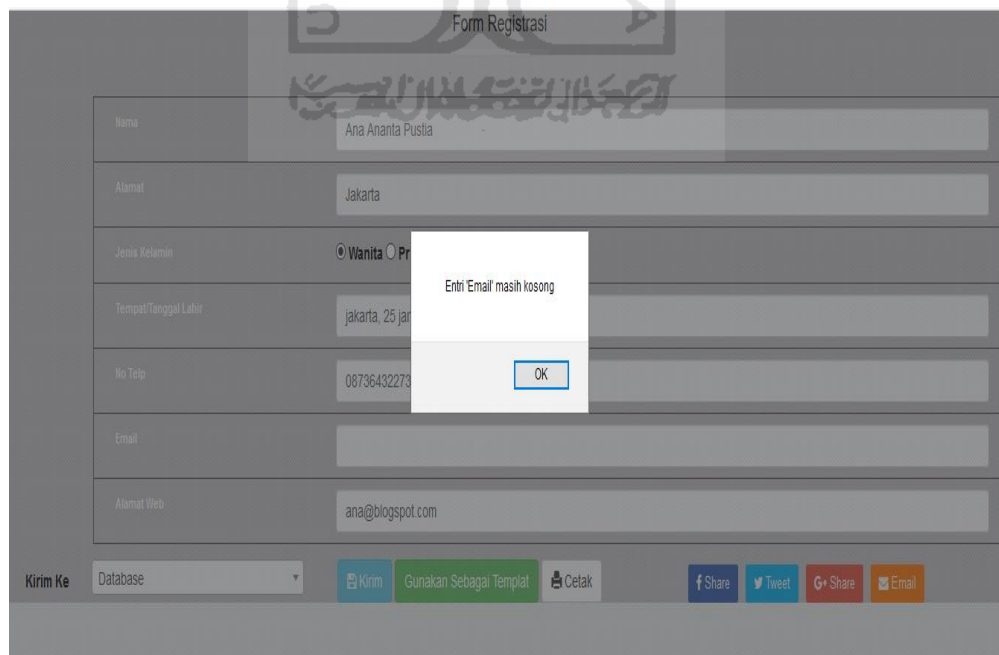 Form Registrasi
Nama
Ana Ananta Pustia
Alamat
Jakarta
Jenis Kelamin
Wanita Pr
Entri 'Email' masih kosong
OK
Tempat/Tanggal Lahir
jakarta, 25 jan
No Telp
08736432273
Email
Alamat Web
ana@blogspot.com
Kirim Ke Database Kirim Gunakan Sebagai Templat Cetak Share Tweet G+ Share Email